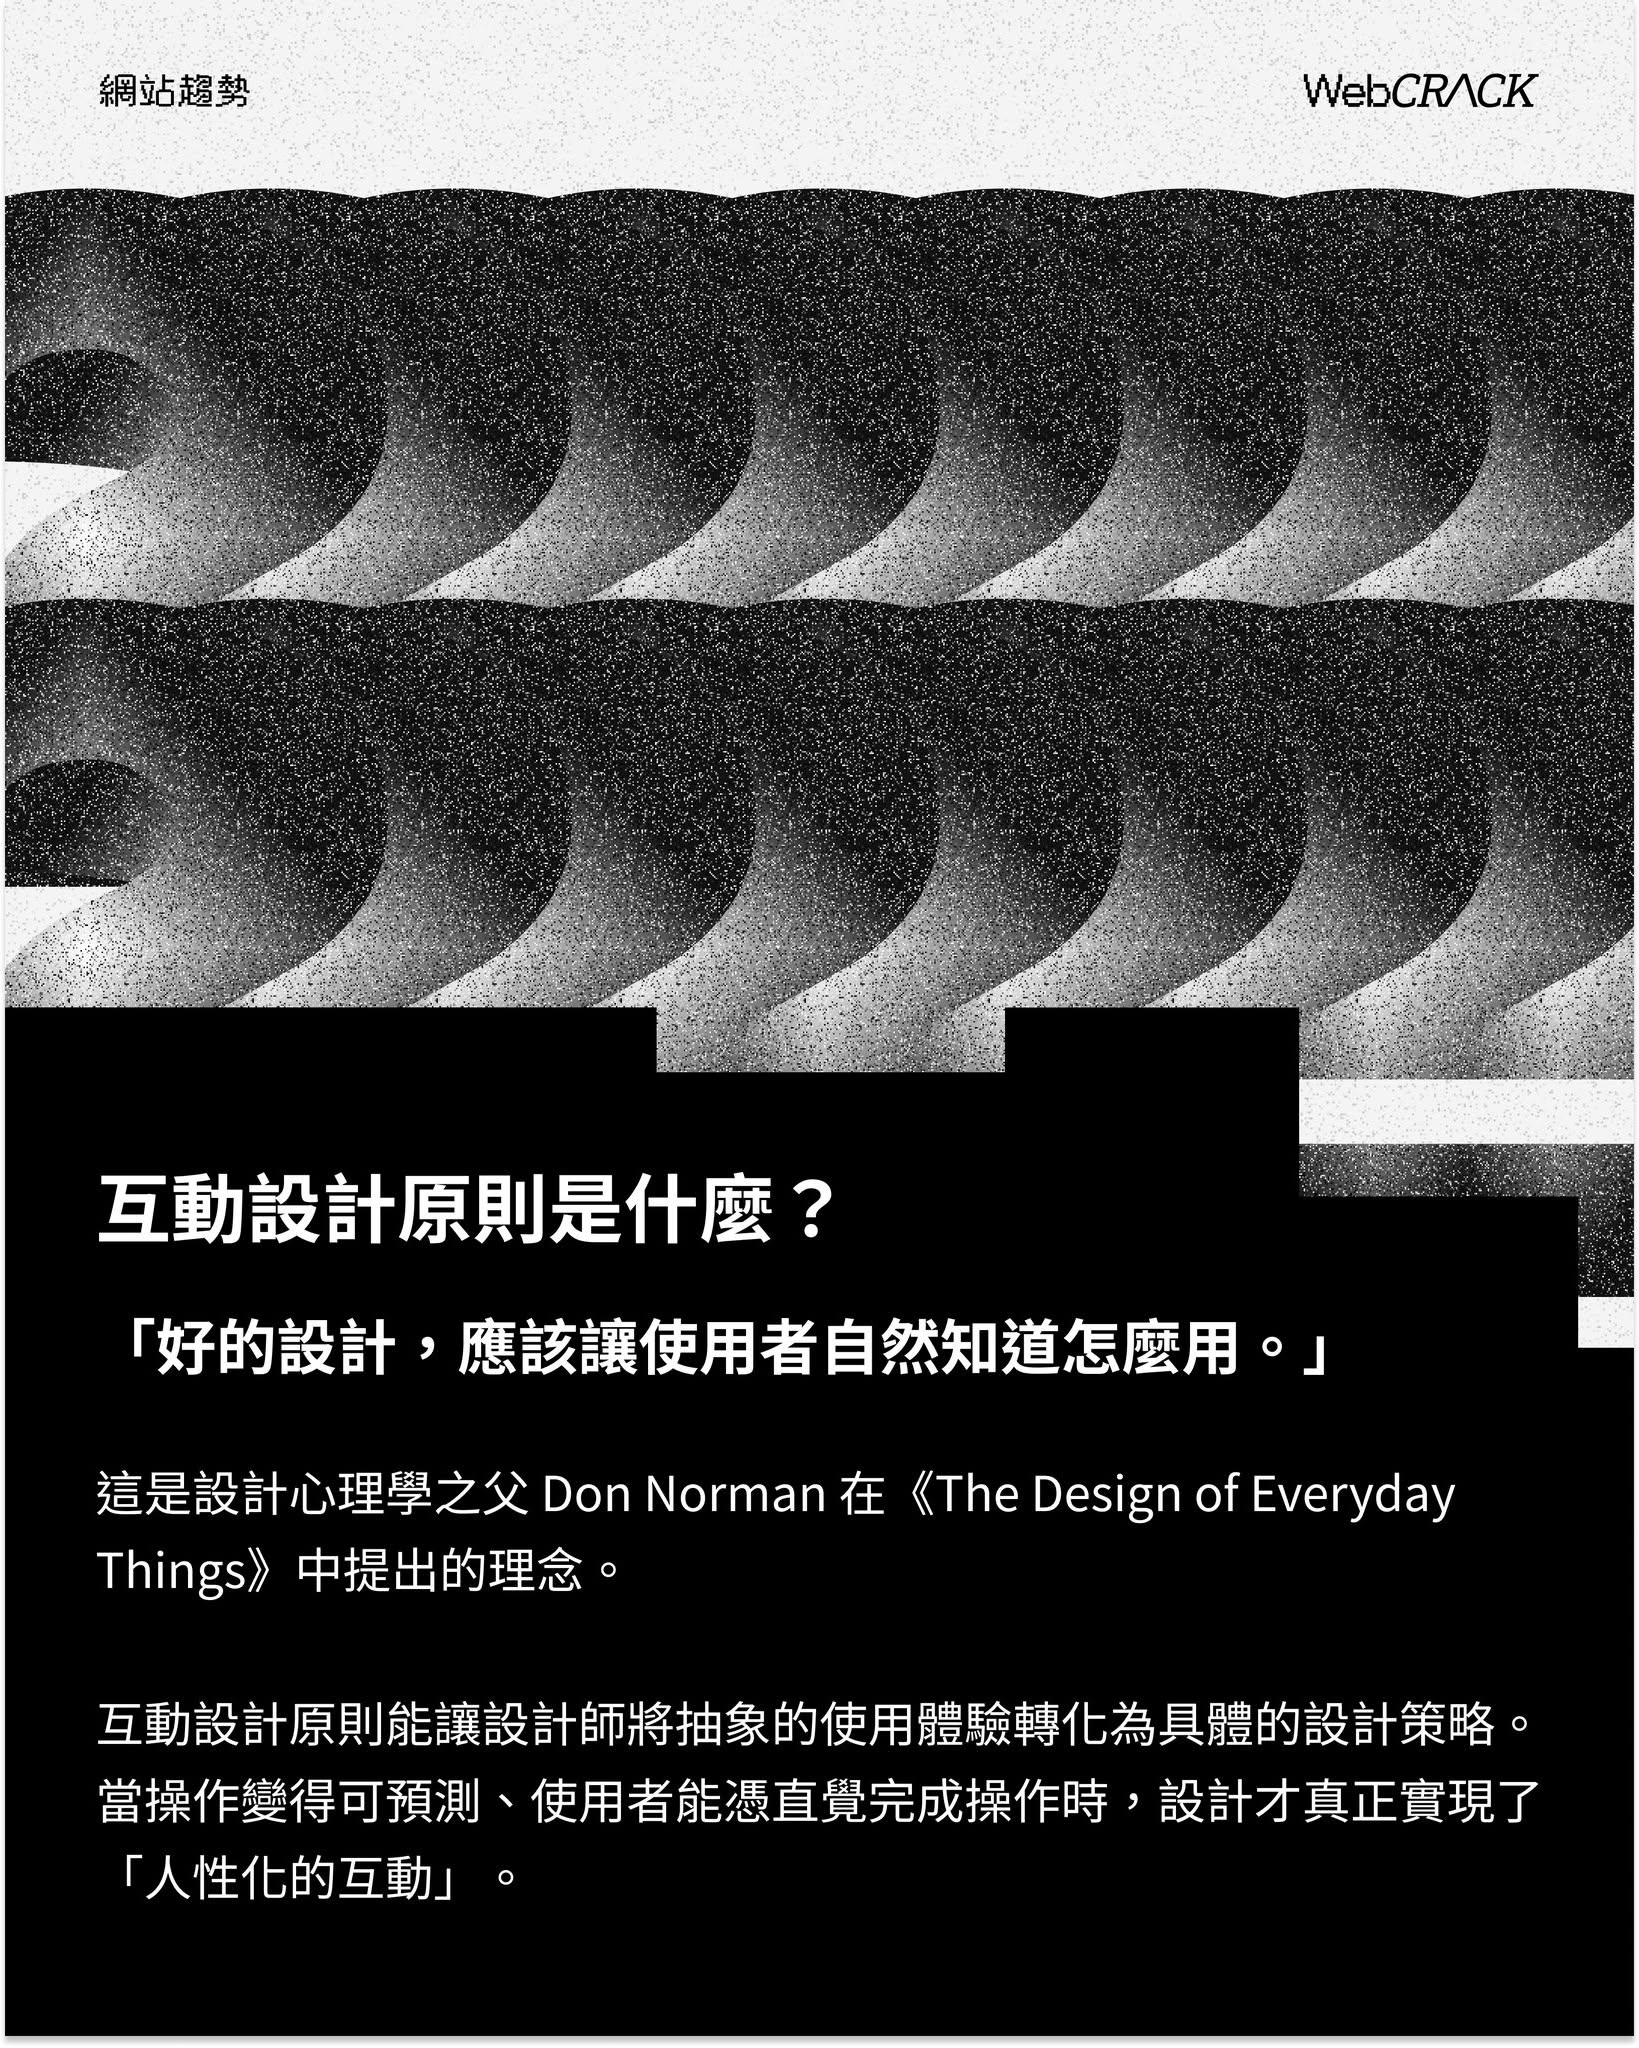 網站趨勢
WebCRΛCK
互動設計原則是什麼？
「好的設計，應該讓使用者自然知道怎麼用。」
這是設計心理學之父 Don Norman 在《The Design of Everyday
Things》中提出的理念。
互動設計原則能讓設計師將抽象的使用體驗轉化為具體的設計策略。
當操作變得可預測、使用者能憑直覺完成操作時，設計才真正實現了
「人性化的互動」。